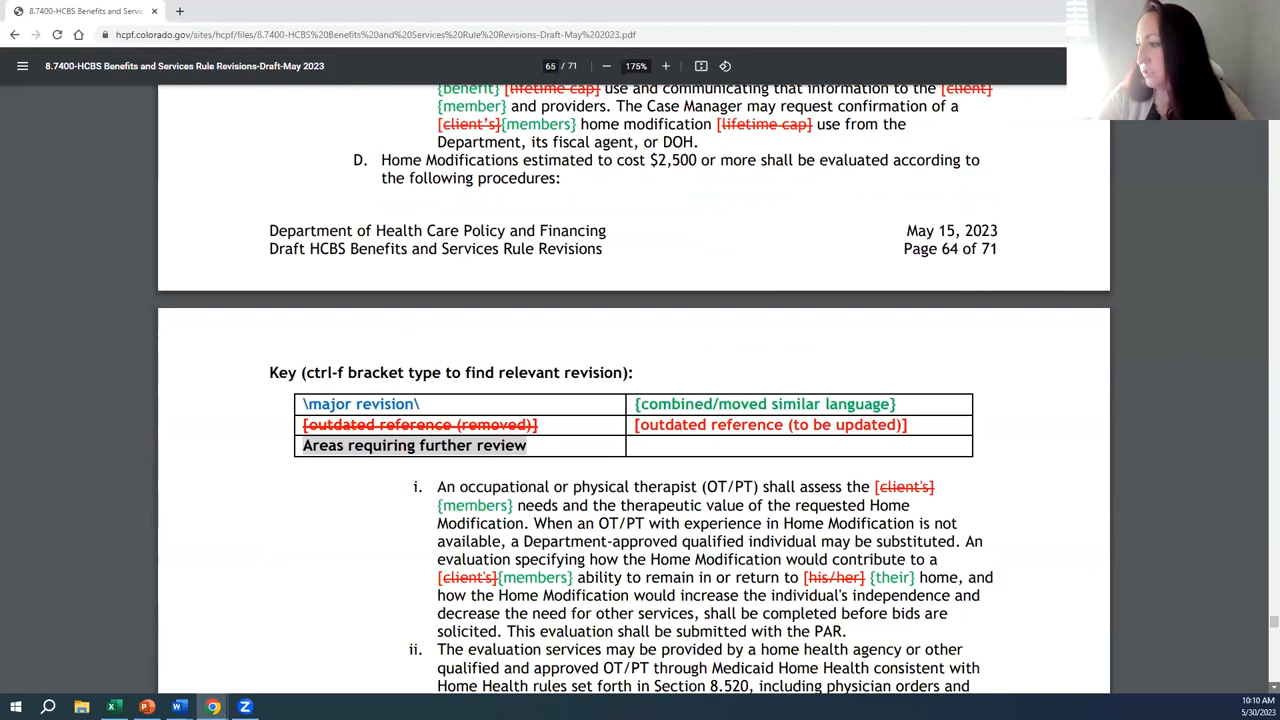 8.7400-HCBS Benefits and Servic
hcpf.colorado.gov/sites/hcpf/files/8.7400-HCBS%20Benefits%20and%20Services%20Rule%20Revisions-Draft-May%202023.pdf
8.7400-HCBS Benefits and Services Rule Revisions-Draft-May 2023
65 / 71
175%
{benefit} [lifetime cap] use and communicating that information to the [client]
{member} and providers. The Case Manager may request confirmation of a
[client's]{members} home modification [lifetime cap] use from the
Department, its fiscal agent, or DOH.
D. Home Modifications estimated to cost $2,500 or more shall be evaluated according to
the following procedures:
Department of Health Care Policy and Financing May 15, 2023
Draft HCBS Benefits and Services Rule Revisions Page 64 of 71
Key (ctrl-f bracket type to find relevant revision):
\major revision\ {combined/moved similar language}
[outdated reference (removed)] [outdated reference (to be updated)]
Areas requiring further review
i. An occupational or physical therapist (OT/PT) shall assess the [client's]
{members} needs and the therapeutic value of the requested Home
Modification. When an OT/PT with experience in Home Modification is not
available, a Department-approved qualified individual may be substituted. An
evaluation specifying how the Home Modification would contribute to a
[client's]{members} ability to remain in or return to [his/her] {their} home, and
how the Home Modification would increase the individual's independence and
decrease the need for other services, shall be completed before bids are
solicited. This evaluation shall be submitted with the PAR.
ii. The evaluation services may be provided by a home health agency or other
qualified and approved OT/PT through Medicaid Home Health consistent with
Home Health rules set forth in Section 8.520, including physician orders and
10:10 AM
5/30/2023